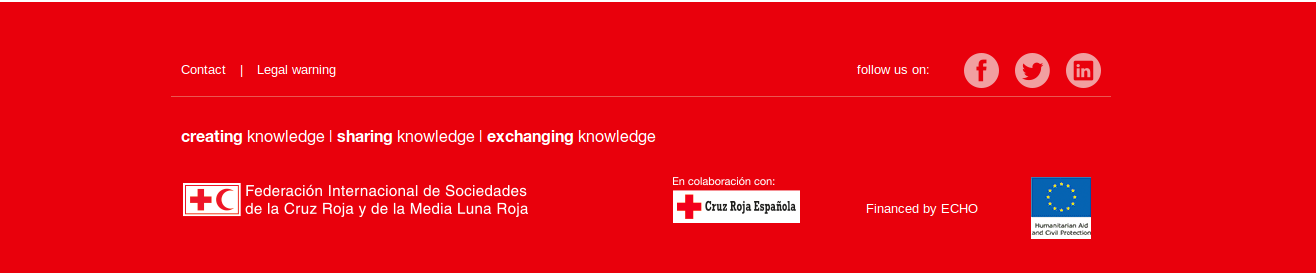 Contact | Legal warning
follow us on:
creating knowledge | sharing knowledge | exchanging knowledge
Federación Internacional de Sociedades
de la Cruz Roja y de la Media Luna Roja
En colaboración con:
Cruz Roja Española
Financed by ECHO
Humanitarian Aid
and Civil Protection